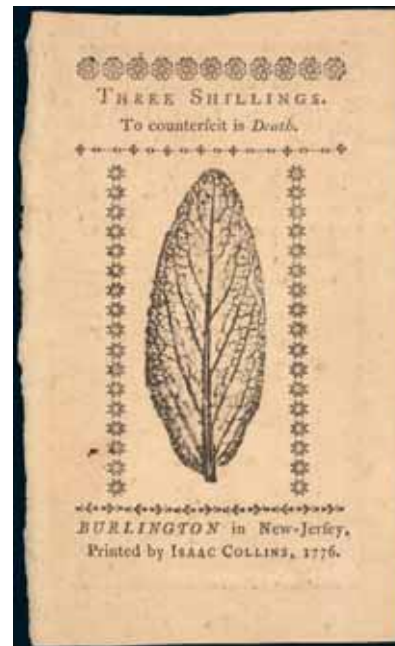 THREE SHILLINGS.
To counterfeit is Death.
BURLINGTON in New-Jerſey,
Printed by ISAAC COLLINS, 1776.